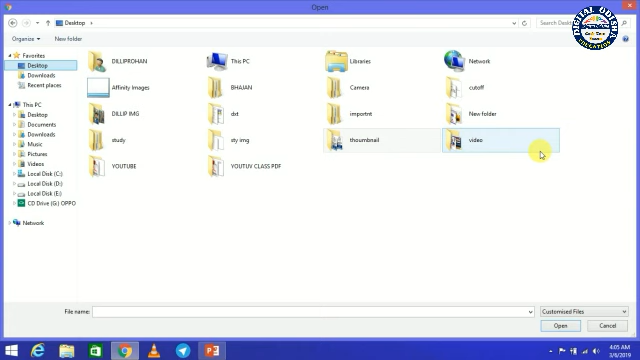 Open
DIGITAL ODISHA
EDUCATION
Desktop
Search Desktop
Organize
New folder
Favorites
Desktop
Downloads
Recent places
This PC
Desktop
Documents
Downloads
Music
Pictures
Videos
Local Disk (C:)
Local Disk (D:)
Local Disk (E:)
CD Drive (G:) OPPO
Network
DILLIPROHAN
This PC
Libraries
Network
Affinity Images
BHAJAN
Camera
cutoff
DILLIP IMG
importnt
New folder
study
sty img
thoumbnail
video
YOUTUBE
YOUTUV CLASS PDF
File name:
Customised Files
Open
Cancel
4:05 AM
3/8/2019